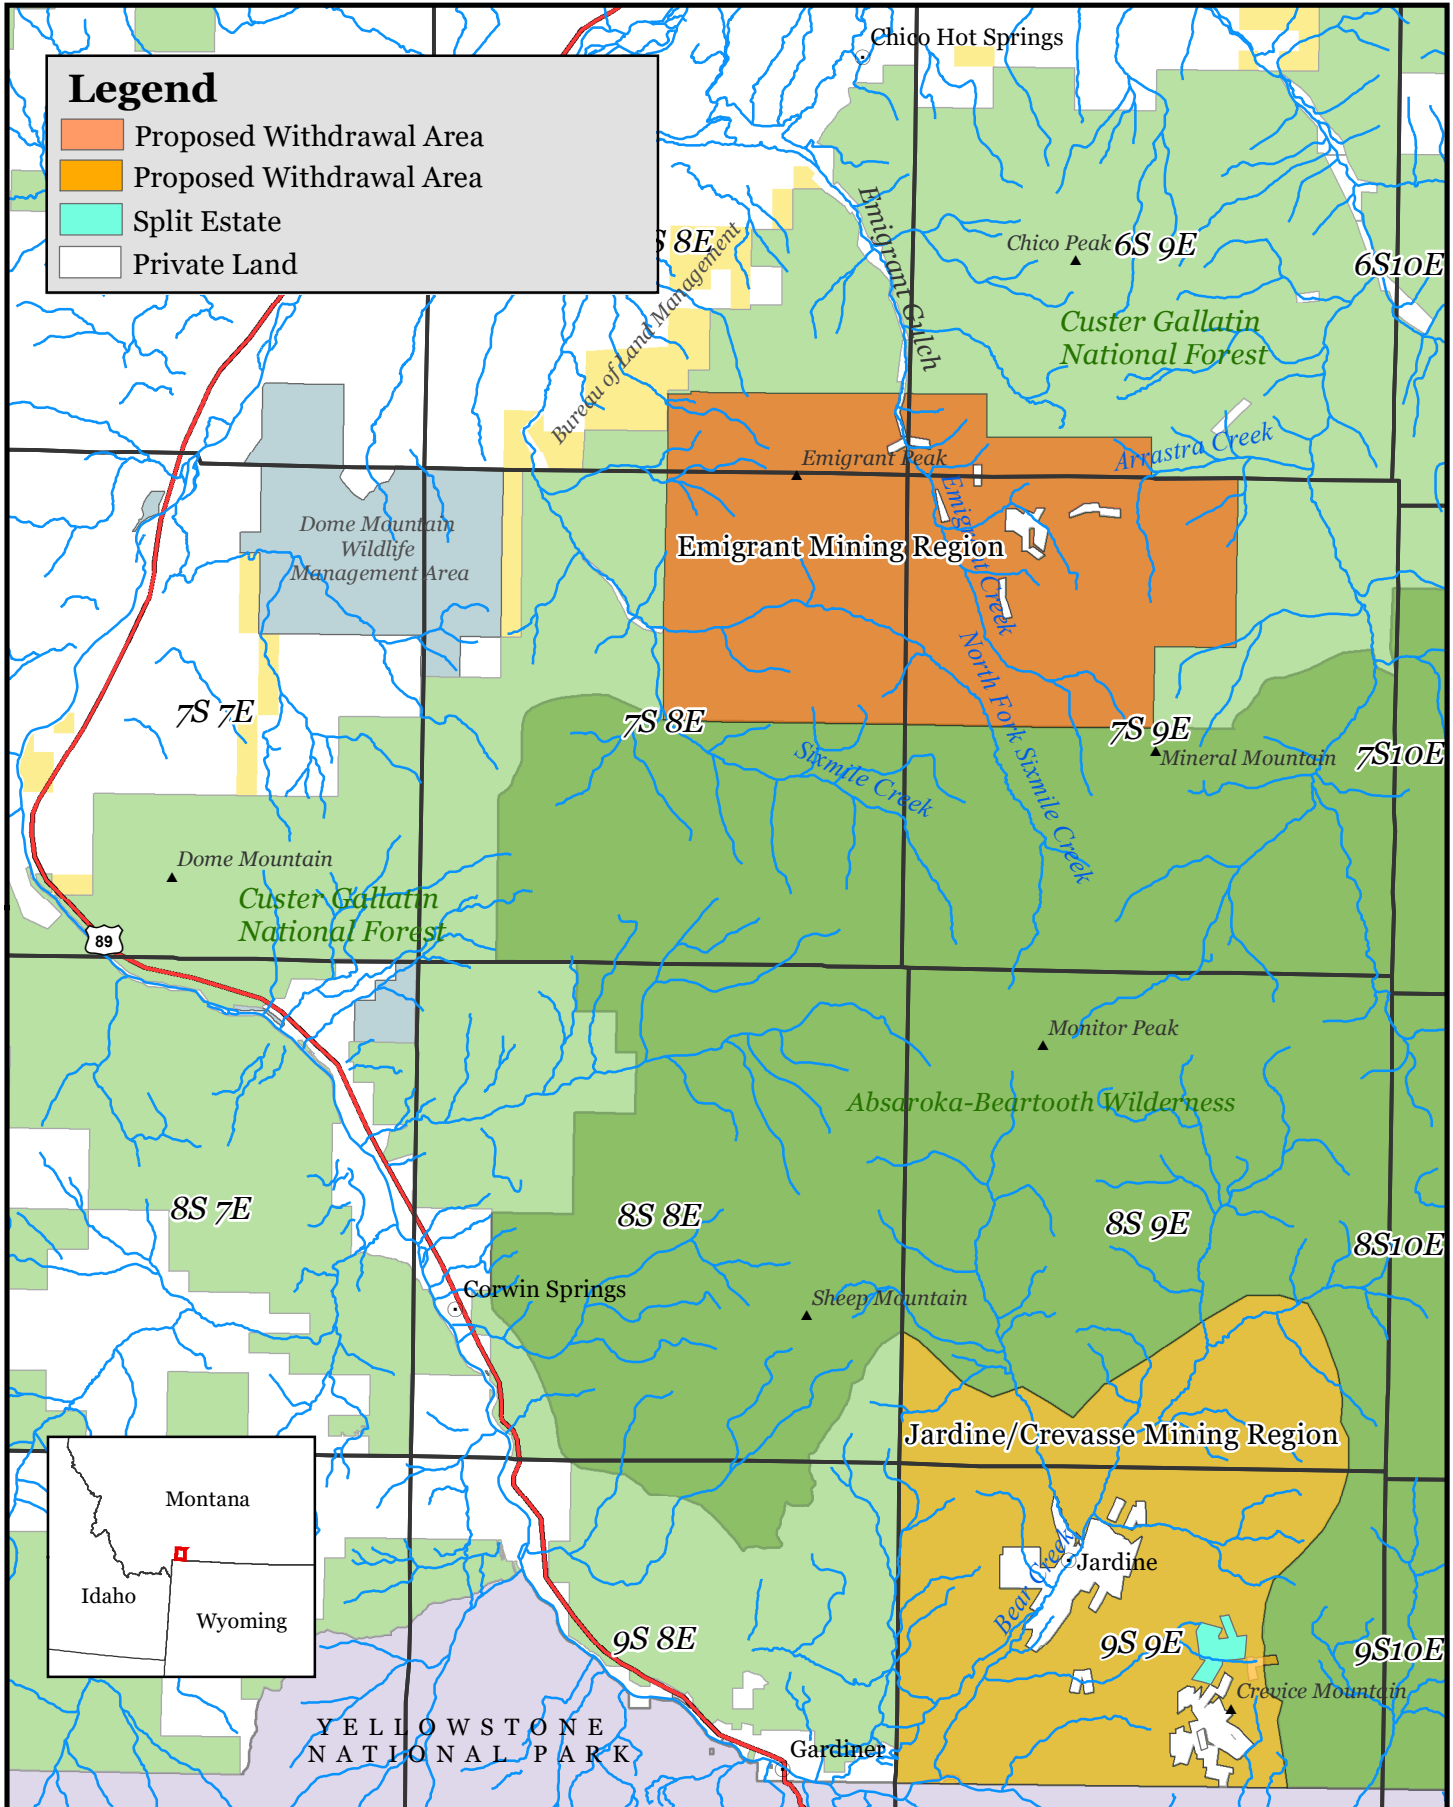 Chico Hot Springs
Legend
Proposed Withdrawal Area
Proposed Withdrawal Area
Split Estate
Private Land
S 8E
Bureau of Land Management
Emigrant Gulch
Chico Peak
6S 9E
6S10E
Custer Gallatin
National Forest
Arrastra Creek
Emigrant Peak
Emigrant Creek
Dome Mountain
Wildlife
Management Area
Emigrant Mining Region
North Fork Sixmile Creek
7S 7E
7S 8E
7S 9E
Mineral Mountain
7S10E
Sixmile Creek
Dome Mountain
Custer Gallatin
National Forest
89
Monitor Peak
Absaroka-Beartooth Wilderness
8S 7E
8S 8E
8S 9E
8S10E
Corwin Springs
Sheep Mountain
Jardine/Crevasse Mining Region
Montana
Idaho
Wyoming
Bear Creek
Jardine
9S 8E
9S 9E
9S10E
Crevice Mountain
YELLOWSTONE
NATIONAL PARK
Gardiner